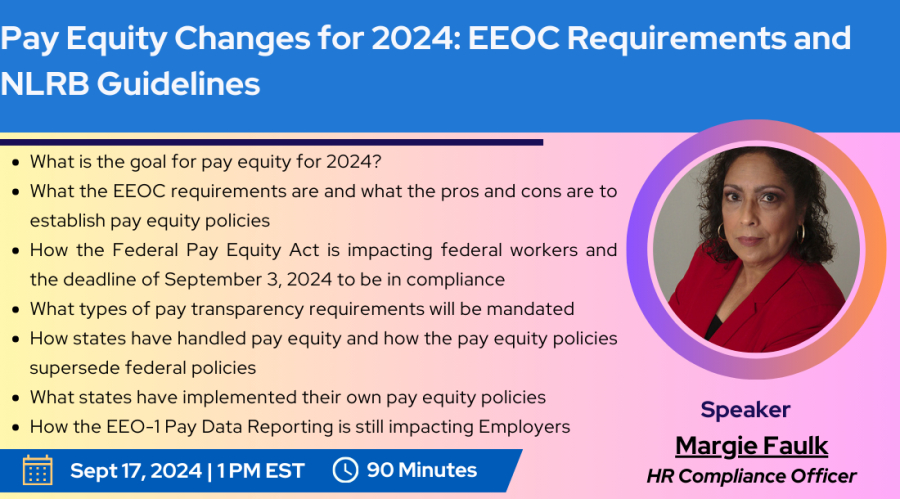 Pay Equity Changes for 2024: EEOC Requirements and
NLRB Guidelines
• What is the goal for pay equity for 2024?
• What the EEOC requirements are and what the pros and cons are to
establish pay equity policies
• How the Federal Pay Equity Act is impacting federal workers and
the deadline of September 3, 2024 to be in compliance
• What types of pay transparency requirements will be mandated
• How states have handled pay equity and how the pay equity policies
supersede federal policies
• What states have implemented their own pay equity policies
• How the EEO-1 Pay Data Reporting is still impacting Employers
Speaker
Margie Faulk
HR Compliance Officer
Sept 17, 2024 | 1 PM EST 90 Minutes